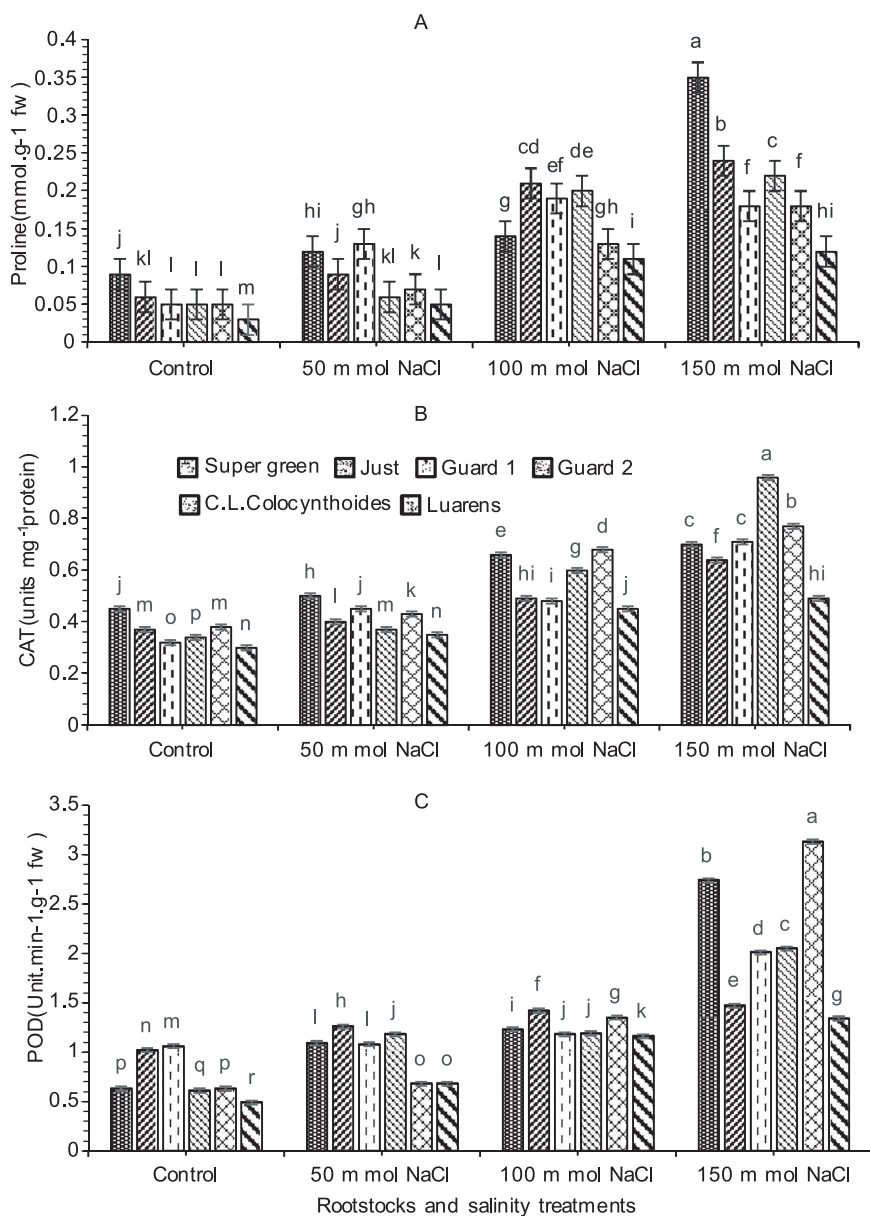 A
Proline(mmol.g-1 fw )
0.4
0.35
0.3
0.25
0.2
0.15
0.1
0.05
0
j kl l l l m
hi j gh kl k l
g cd ef de gh i
a b f c f hi
Control 50 m mol NaCl 100 m mol NaCl 150 m mol NaCl
B
CAT(units mg-1protein)
1.2
1
0.8
0.6
0.4
0.2
0
Super green Just Guard 1 Guard 2
C.L.Colocynthoides Luarens
j m o p m n
h l j m k n
e hi i g d j
c f c a b hi
Control 50 m mol NaCl 100 m mol NaCl 150 m mol NaCl
C
POD(Unit.min-1.g-1 fw )
3.5
3
2.5
2
1.5
1
0.5
0
p n m q p r
l h l j o o
i f j j g k
b e d c a g
Control 50 m mol NaCl 100 m mol NaCl 150 m mol NaCl
Rootstocks and salinity treatments